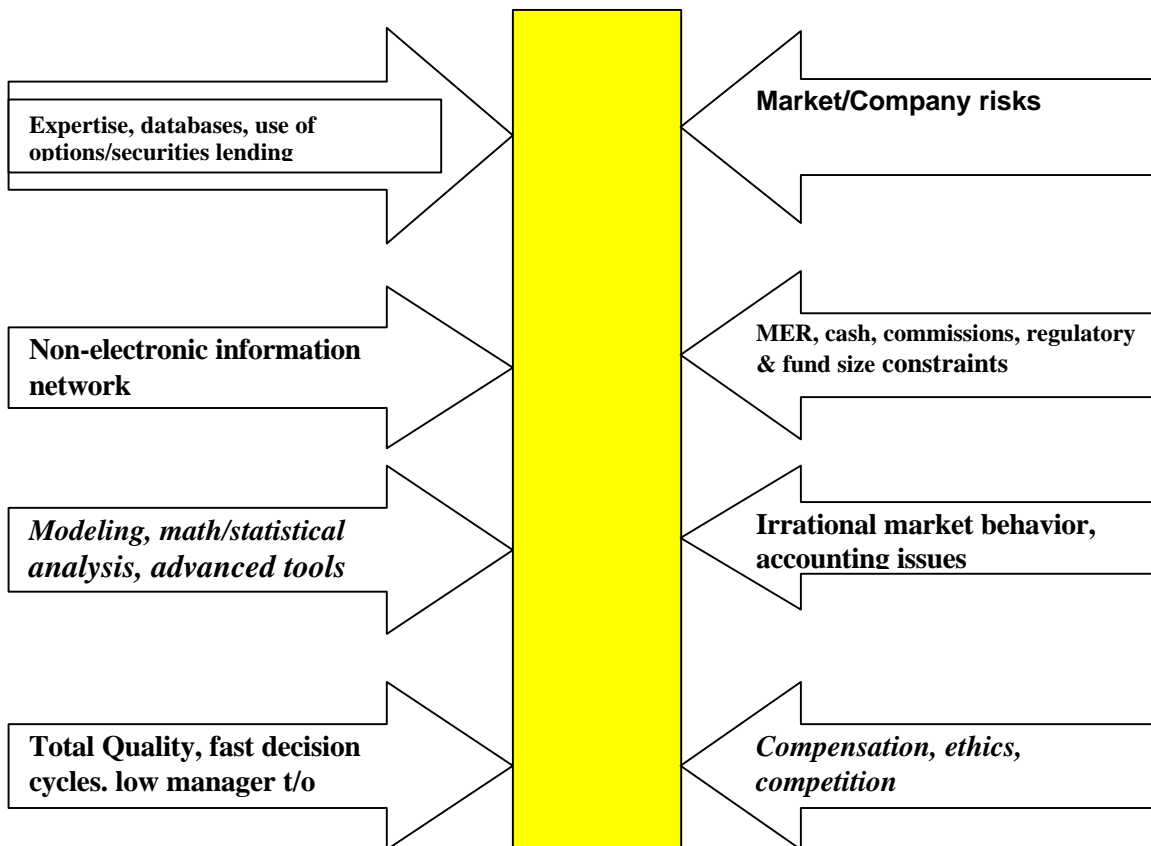 Expertise, databases, use of
options/securities lending
Market/Company risks
Non-electronic information
network
MER, cash, commissions, regulatory
& fund size constraints
Modeling, math/statistical
analysis, advanced tools
Irrational market behavior,
accounting issues
Total Quality, fast decision
cycles. low manager t/o
Compensation, ethics,
competition